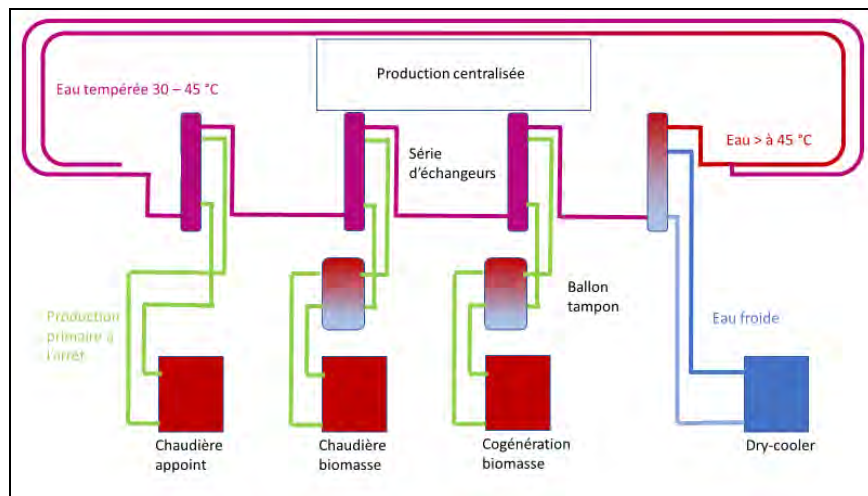 Production centralisée
Eau tempérée 30 – 45 °C
Eau > à 45 °C
Série
d'échangeurs
Ballon
tampon
Production
primaire à
l'arrêt
Eau froide
Chaudière
appoint
Chaudière
biomasse
Cogénération
biomasse
Dry-cooler